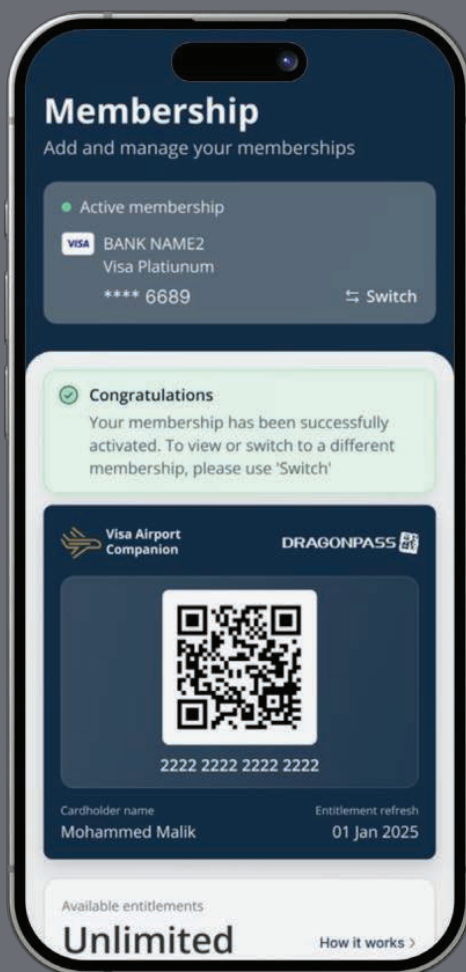 Membership
Add and manage your memberships
Active membership
VISA BANK NAME2
Visa Platiunum
**** 6689 Switch
Congratulations
Your membership has been successfully
activated. To view or switch to a different
membership, please use 'Switch'
Visa Airport
Companion
DRAGONPASS
2222 2222 2222 2222
Cardholder name Entitlement refresh
Mohammed Malik 01 Jan 2025
Available entitlements
Unlimited How it works >